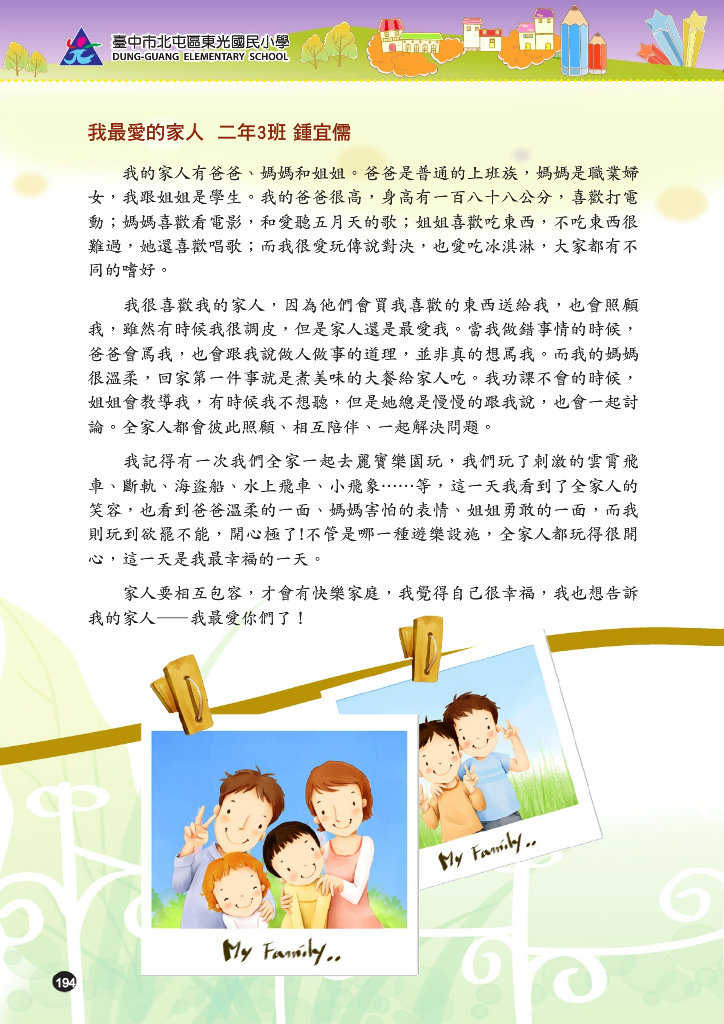 臺中市北屯區東光國民小學
DUNG-GUANG ELEMENTARY SCHOOL
我最愛的家人 二年3班 鍾宜儒
我的家人有爸爸、媽媽和姐姐。爸爸是普通的上班族，媽媽是職業婦
女，我跟姐姐是學生。我的爸爸很高，身高有一百八十八公分，喜歡打電
動；媽媽喜歡看電影，和愛聽五月天的歌；姐姐喜歡吃東西，不吃東西很
難過，她還喜歡唱歌；而我很愛玩傳說對決，也愛吃冰淇淋，大家都有不
同的嗜好。
我很喜歡我的家人，因為他們會買我喜歡的東西送給我，也會照顧
我，雖然有時候我很調皮，但是家人還是最愛我。當我做錯事情的時候，
爸爸會罵我，也會跟我說做人做事的道理，並非真的想罵我。而我的媽媽
很溫柔，回家第一件事就是煮美味的大餐給家人吃。我功課不會的時候，
姐姐會教導我，有時候我不想聽，但是她總是慢慢的跟我說，也會一起討
論。全家人都會彼此照顧、相互陪伴、一起解決問題。
我記得有一次我們全家一起去麗寶樂園玩，我們玩了刺激的雲霄飛
車、斷軌、海盜船、水上飛車、小飛象……等，這一天我看到了全家人的
笑容，也看到爸爸溫柔的一面、媽媽害怕的表情、姐姐勇敢的一面，而我
則玩到欲罷不能，開心極了!不管是哪一種遊樂設施，全家人都玩得很開
心，這一天是我最幸福的一天。
家人要相互包容，才會有快樂家庭，我覺得自己很幸福，我也想告訴
我的家人——我最愛你們了！
My Family..
My Family..
194